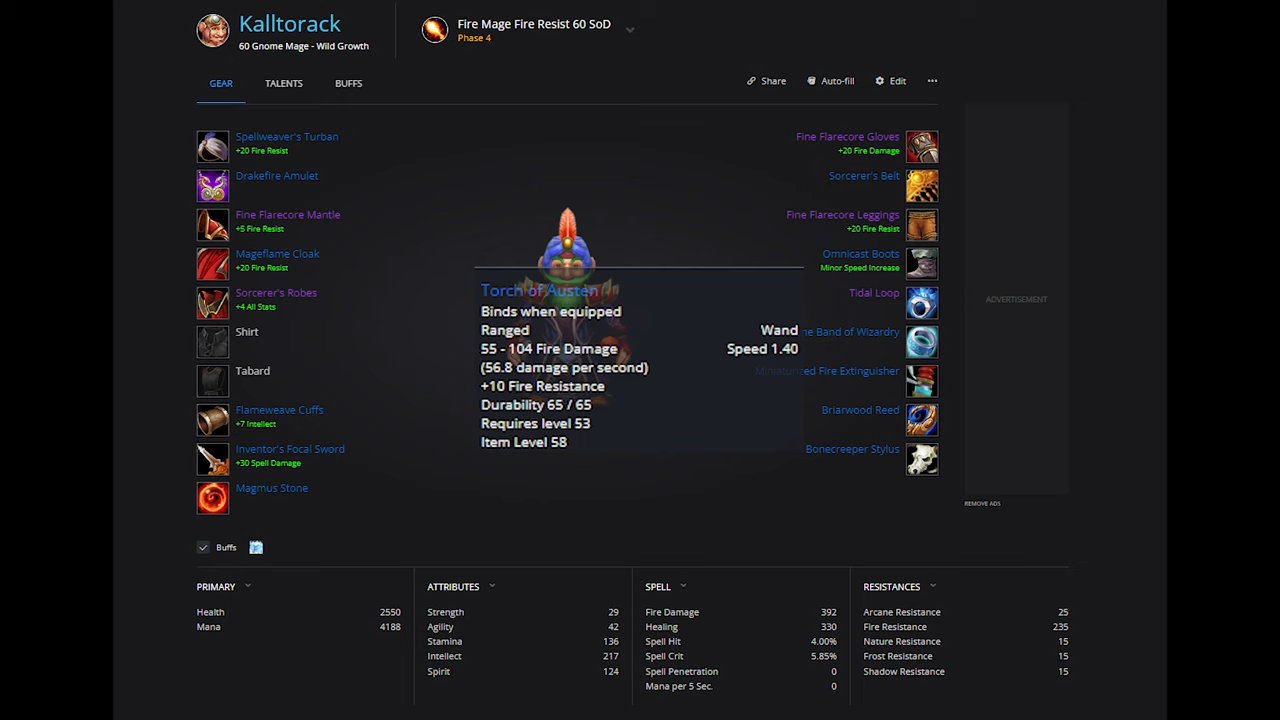 Kalltorack
60 Gnome Mage - Wild Growth
Fire Mage Fire Resist 60 SoD
Phase 4
GEAR
TALENTS
BUFFS
Share
Auto-fill
Edit
Spellweaver's Turban
+20 Fire Resist
Drakefire Amulet
Fine Flarecore Mantle
+5 Fire Resist
Mageflame Cloak
+20 Fire Resist
Sorcerer's Robes
+4 All Stats
Shirt
Tabard
Flameweave Cuffs
+7 Intellect
Inventor's Focal Sword
+30 Spell Damage
Magmus Stone
Torch of Austen
Binds when equipped
Ranged Wand
55 - 104 Fire Damage Speed 1.40
(56.8 damage per second)
+10 Fire Resistance
Durability 65 / 65
Requires level 53
Item Level 58
Fine Flarecore Gloves
+20 Fire Damage
Sorcerer's Belt
Fine Flarecore Leggings
+20 Fire Resist
Omnicast Boots
Minor Speed Increase
Tidal Loop
ne Band of Wizardry
Miniaturized Fire Extinguisher
Briarwood Reed
Bonecreeper Stylus
ADVERTISEMENT
REMOVE ADS
Buffs
PRIMARY
Health 2550
Mana 4188
ATTRIBUTES
Strength 29
Agility 42
Stamina 136
Intellect 217
Spirit 124
SPELL
Fire Damage 392
Healing 330
Spell Hit 4.00%
Spell Crit 5.85%
Spell Penetration 0
Mana per 5 Sec. 0
RESISTANCES
Arcane Resistance 25
Fire Resistance 235
Nature Resistance 15
Frost Resistance 15
Shadow Resistance 15